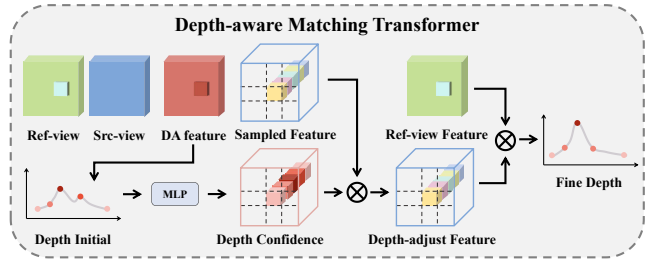 Depth-aware Matching Transformer
Ref-view
Src-view
DA feature
Sampled Feature
Ref-view Feature
Fine Depth
MLP
Depth Initial
Depth Confidence
Depth-adjust Feature